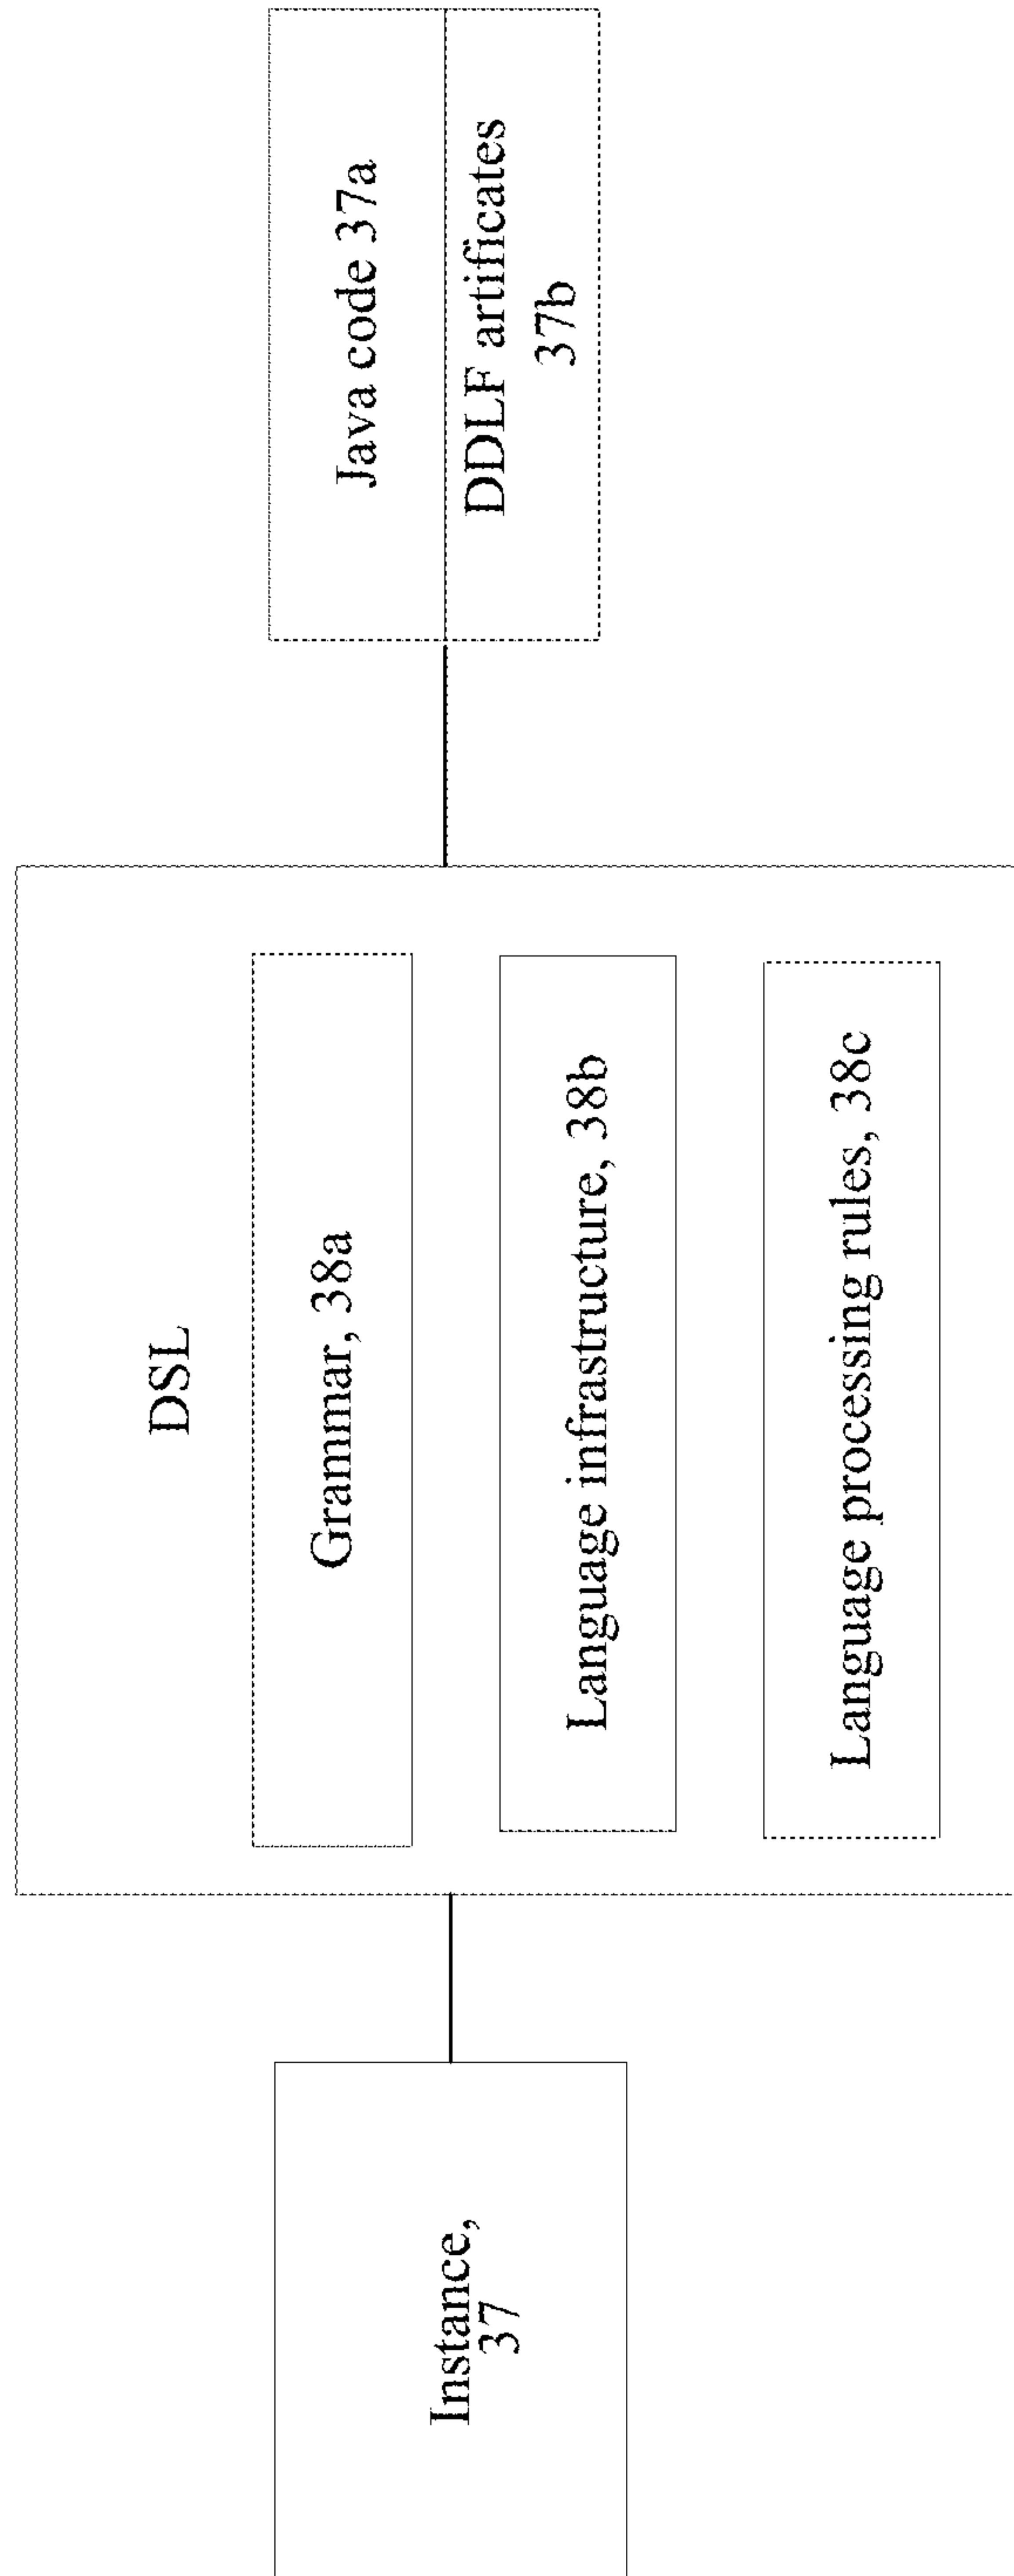 Instance,
37
DSL
Grammar, 38a
Language infrastructure, 38b
Language processing rules, 38c
Java code 37a
DDLF artificates
37b